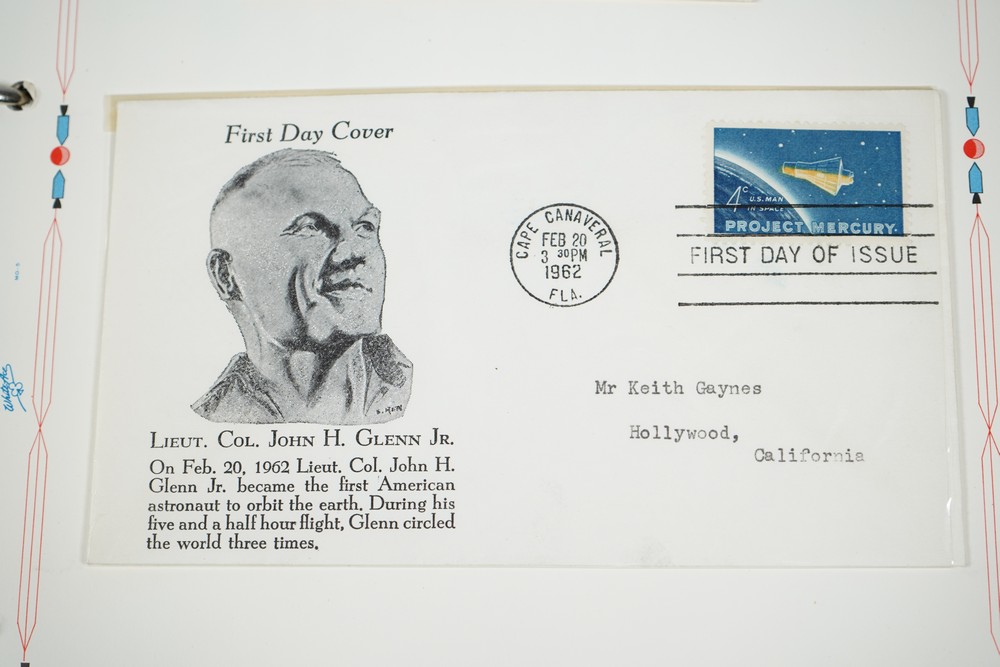 First Day Cover
CAPE CANAVERAL
FEB 20
3 30PM
1962
FLA.
4c U.S. MAN
IN SPACE
PROJECT MERCURY.
FIRST DAY OF ISSUE
Mr Keith Gaynes
Hollywood,
California
LIEUT. COL. JOHN H. GLENN JR.
On Feb. 20, 1962 Lieut. Col. John H.
Glenn Jr. became the first American
astronaut to orbit the earth. During his
five and a half hour flight, Glenn circled
the world three times.